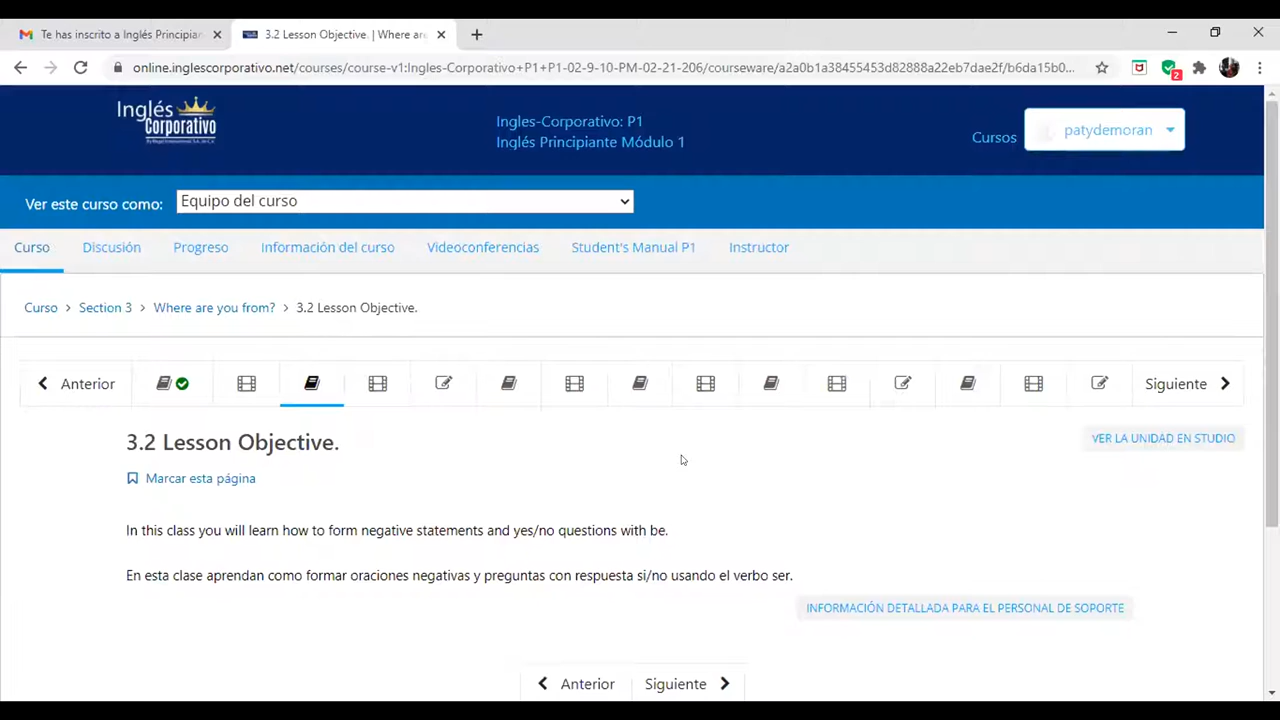 Te has inscrito a Inglés Principian
3.2 Lesson Objective. | Where are
online.inglescorporativo.net/courses/course-v1:Ingles-Corporativo+P1+P1-02-9-10-PM-02-21-206/courseware/a2a0b1a38455453d82888a22eb7dae2f/b6da15b0...
2
Inglés
Corporativo
Ingles-Corporativo: P1
Inglés Principiante Módulo 1
Cursos
patydemoran
Ver este curso como:
Equipo del curso
Curso
Discusión
Progreso
Información del curso
Videoconferencias
Student's Manual P1
Instructor
Curso > Section 3 > Where are you from? > 3.2 Lesson Objective.
Anterior
Siguiente
3.2 Lesson Objective.
VER LA UNIDAD EN STUDIO
Marcar esta página
In this class you will learn how to form negative statements and yes/no questions with be.
En esta clase aprendan como formar oraciones negativas y preguntas con respuesta si/no usando el verbo ser.
INFORMACIÓN DETALLADA PARA EL PERSONAL DE SOPORTE
Anterior
Siguiente